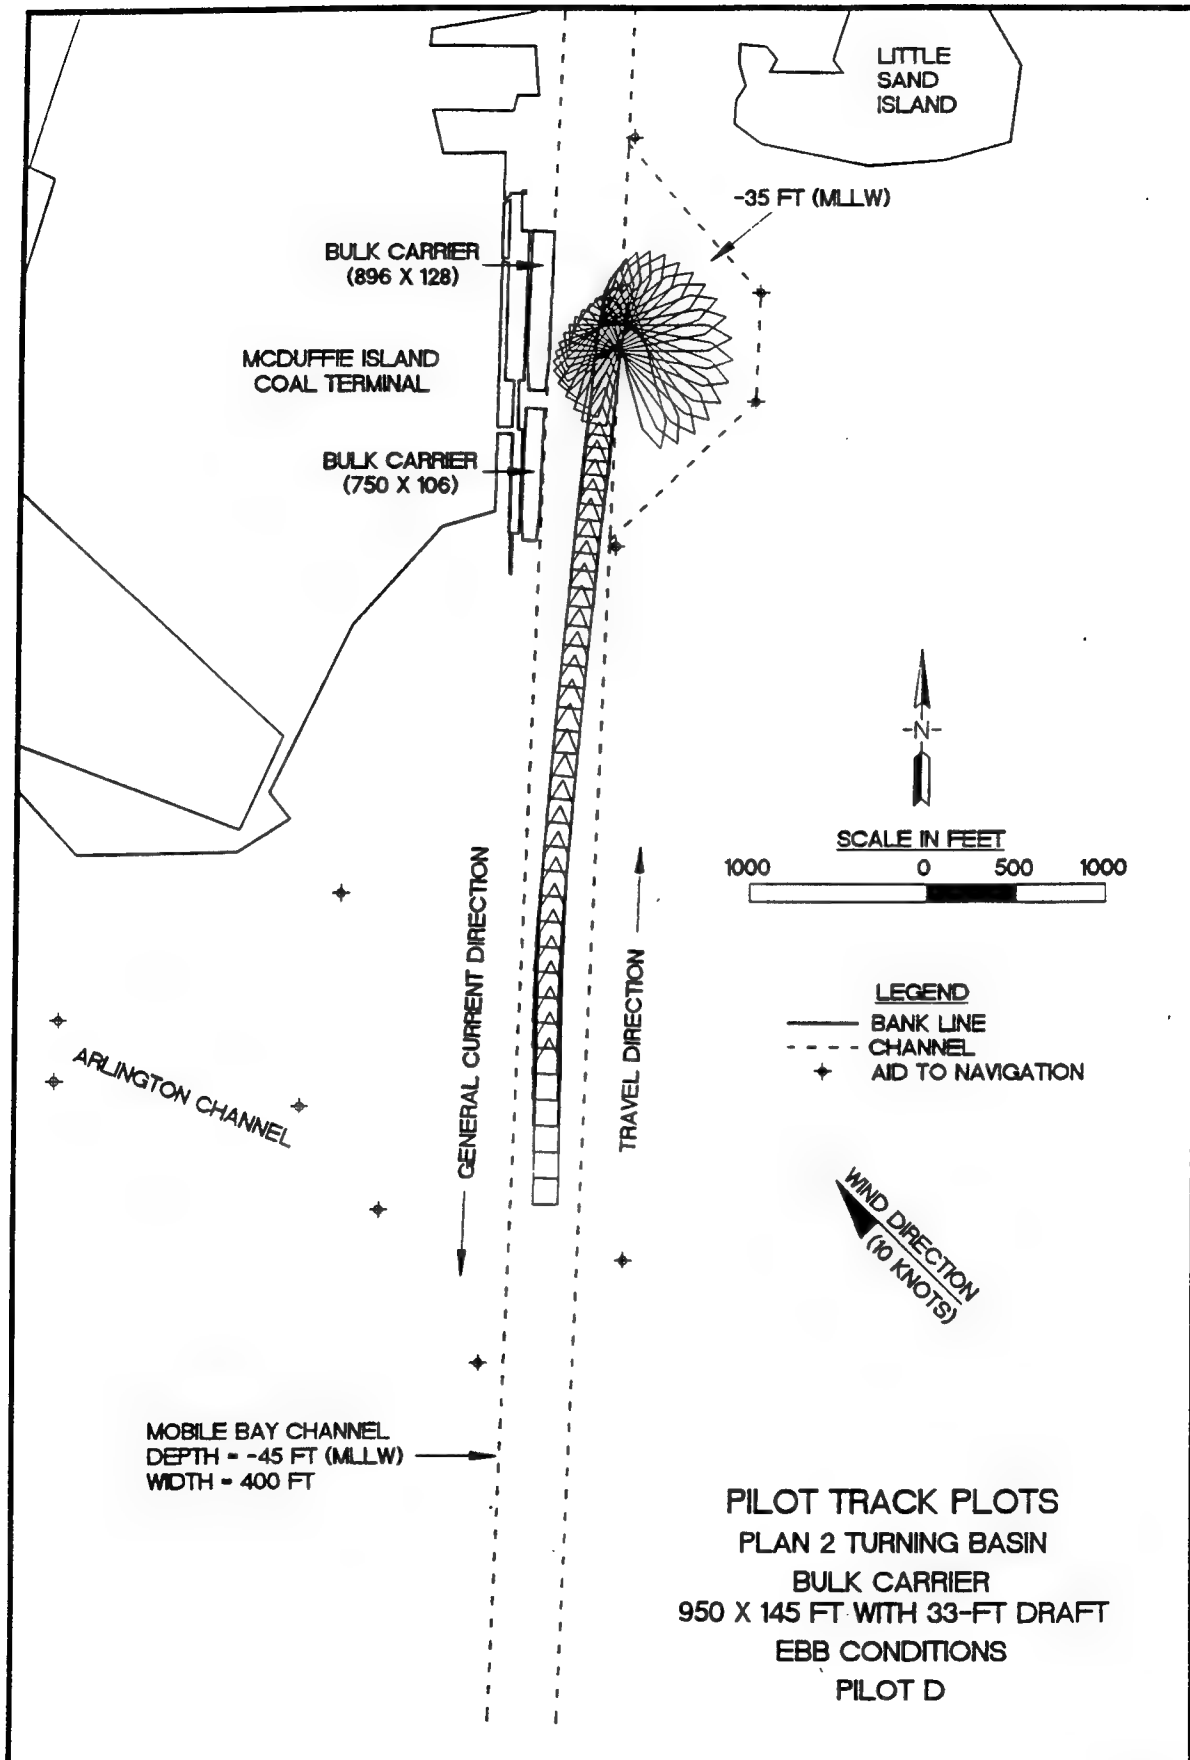 LITTLE
SAND
ISLAND
-35 FT (MLLW)
BULK CARRIER
(896 X 128)
MCDUFFIE ISLAND
COAL TERMINAL
BULK CARRIER
(750 X 106)
-N-
SCALE IN FEET
1000 0 500 1000
GENERAL CURRENT DIRECTION
TRAVEL DIRECTION
LEGEND
BANK LINE
CHANNEL
AID TO NAVIGATION
ARLINGTON CHANNEL
WIND DIRECTION
(10 KNOTS)
MOBILE BAY CHANNEL
DEPTH = -45 FT (MLLW)
WIDTH = 400 FT
PILOT TRACK PLOTS
PLAN 2 TURNING BASIN
BULK CARRIER
950 X 145 FT WITH 33-FT DRAFT
EBB CONDITIONS
PILOT D